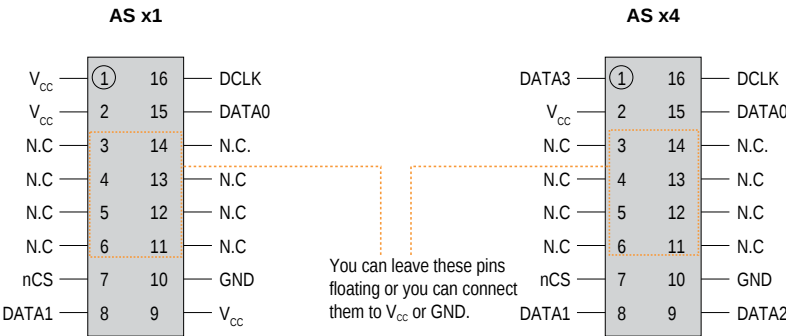 AS x1 AS x4
VCC 1 16 DCLK DATA3 1 16 DCLK
VCC 2 15 DATA0 VCC 2 15 DATA0
N.C 3 14 N.C. N.C 3 14 N.C.
N.C 4 13 N.C N.C 4 13 N.C
N.C 5 12 N.C N.C 5 12 N.C
N.C 6 11 N.C N.C 6 11 N.C
nCS 7 10 GND nCS 7 10 GND
DATA1 8 9 VCC DATA1 8 9 DATA2
You can leave these pins
floating or you can connect
them to VCC or GND.